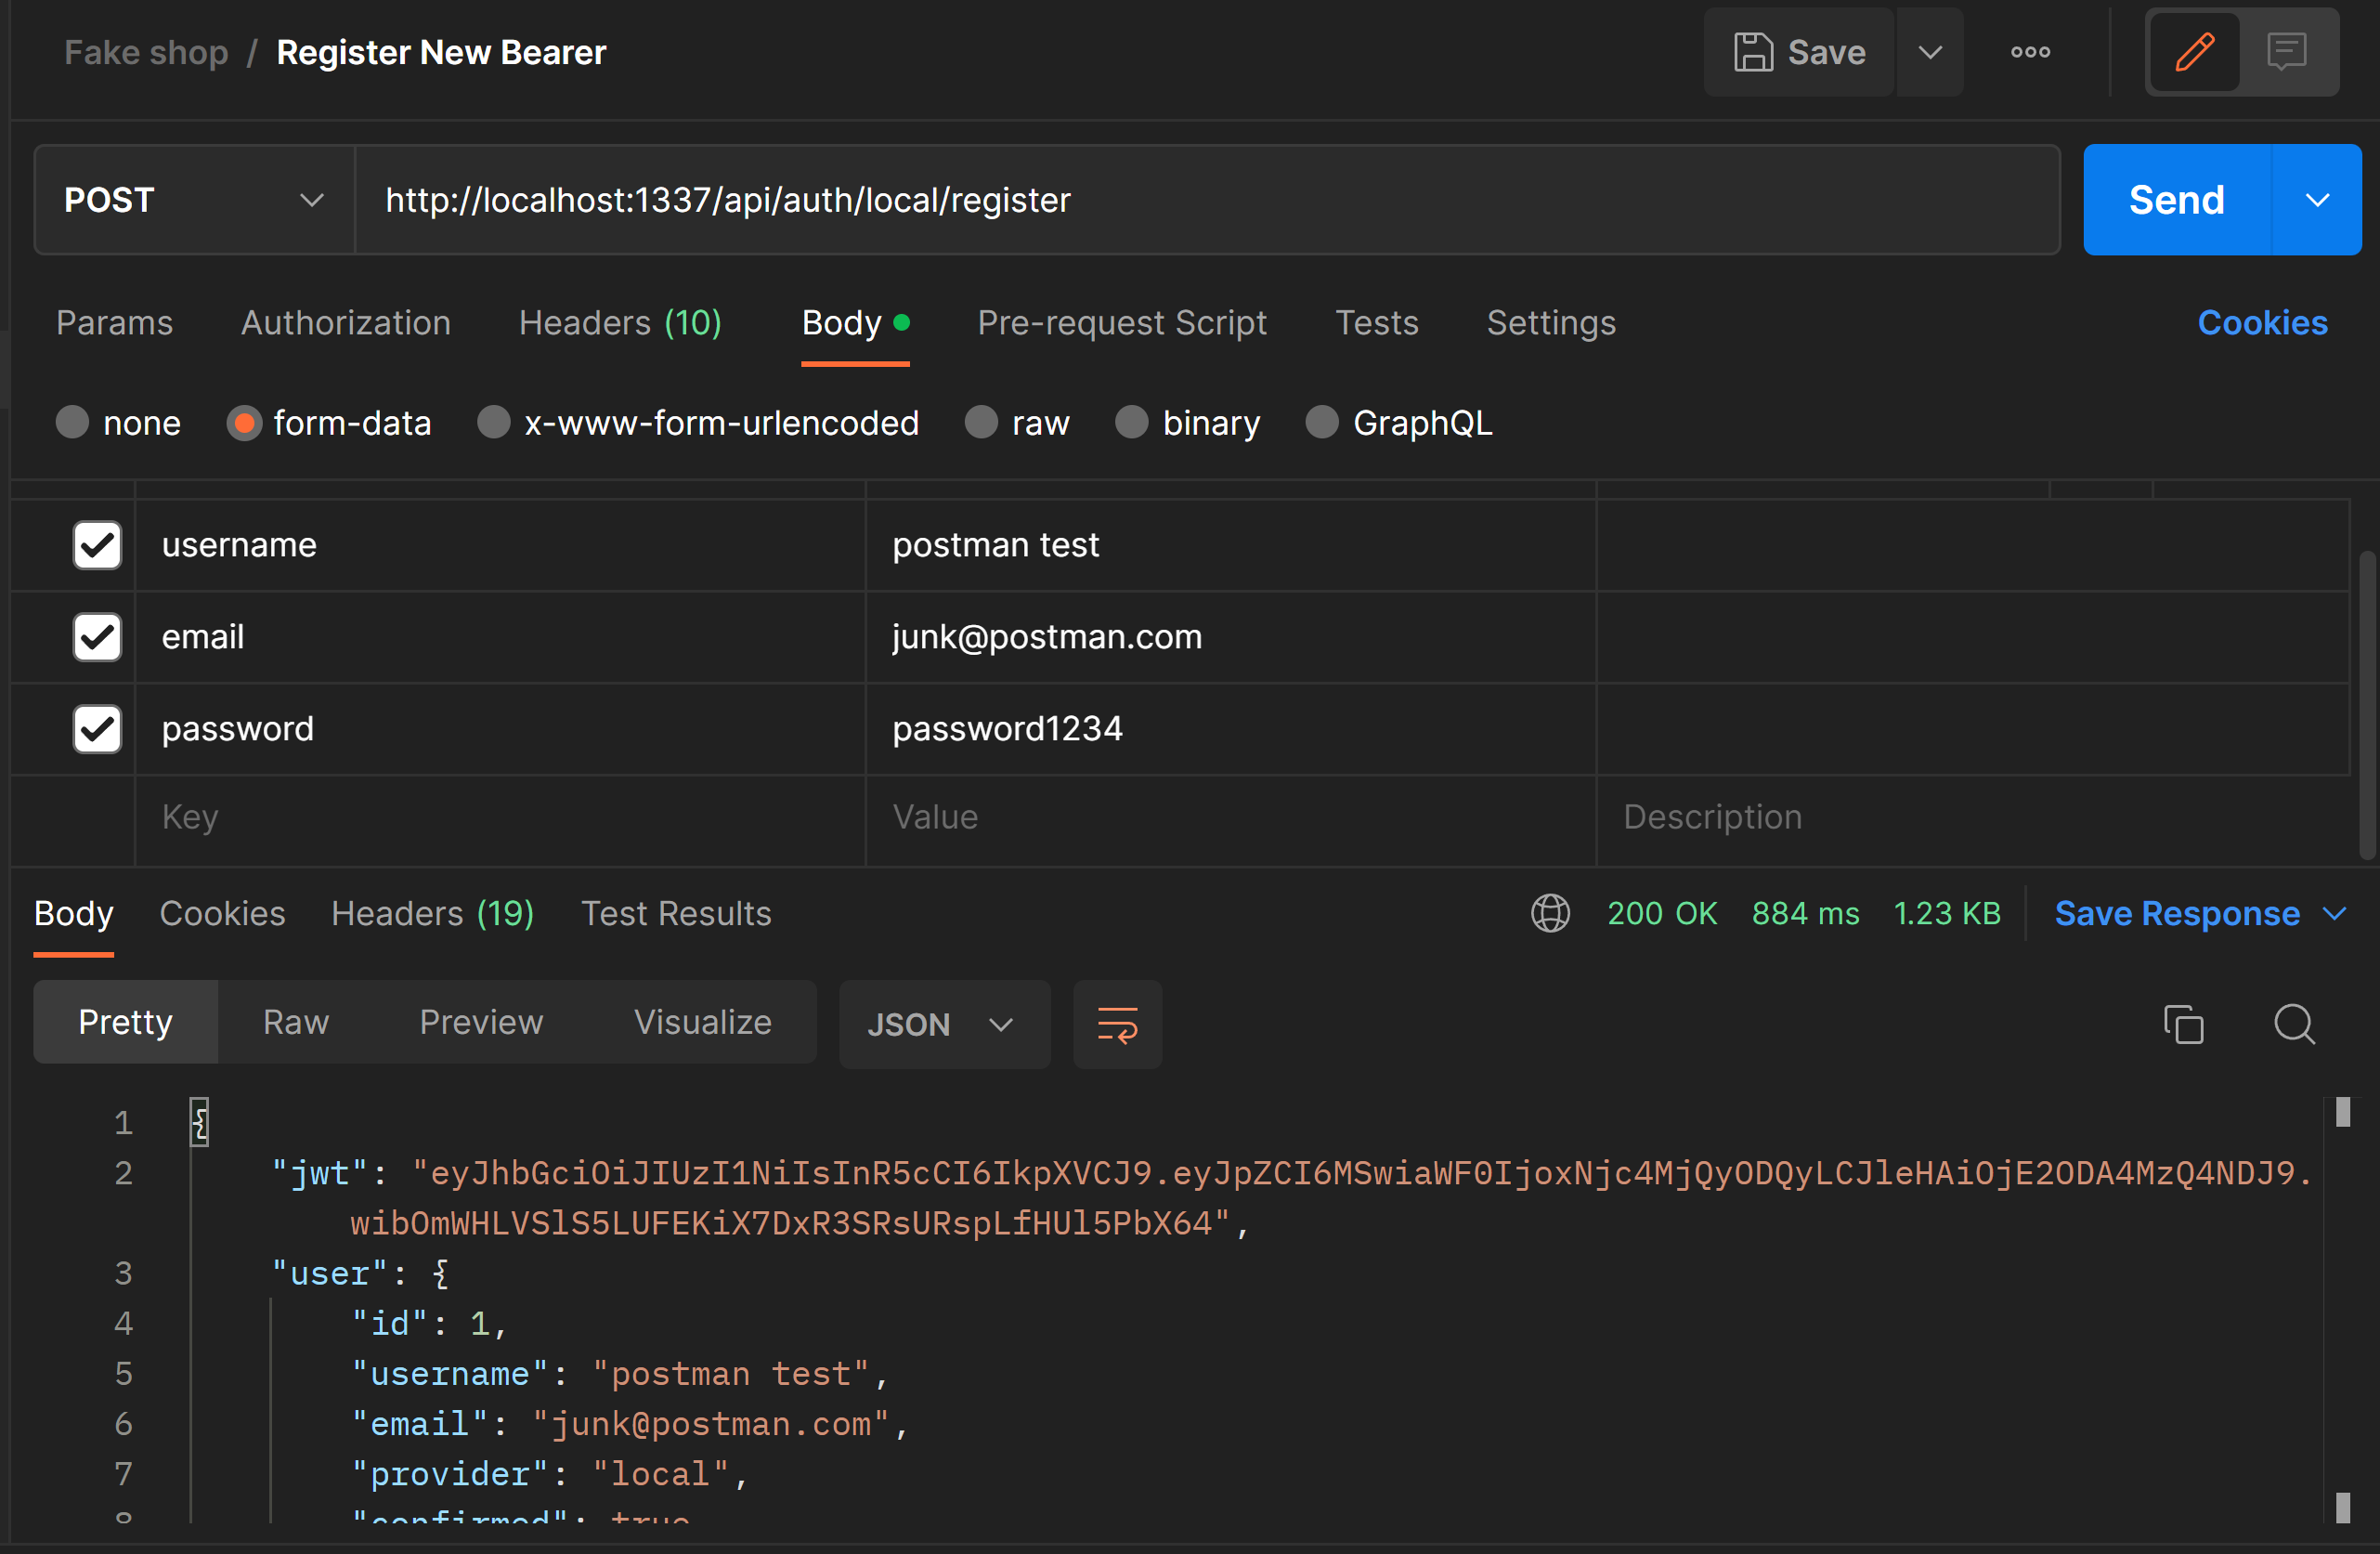 Fake shop / Register New Bearer
Save
POST
http://localhost:1337/api/auth/local/register
Send
Params Authorization Headers (10) Body Pre-request Script Tests Settings Cookies
none form-data x-www-form-urlencoded raw binary GraphQL
username postman test
email junk@postman.com
password password1234
Key Value Description
Body Cookies Headers (19) Test Results 200 OK 884 ms 1.23 KB Save Response
Pretty Raw Preview Visualize JSON
1 {
2 "jwt": "eyJhbGciOiJIUzI1NiIsInR5cCI6IkpXVCJ9.eyJpZCI6MSwiaWF0IjoxNjc4MjQyODQyLCJleHAiOjE2ODA4MzQ4NDJ9.
wibOmWHLVSlS5LUFEKiX7DxR3SRsURspLfHUl5PbX64",
3 "user": {
4 "id": 1,
5 "username": "postman test",
6 "email": "junk@postman.com",
7 "provider": "local",
8 "confirmed": true